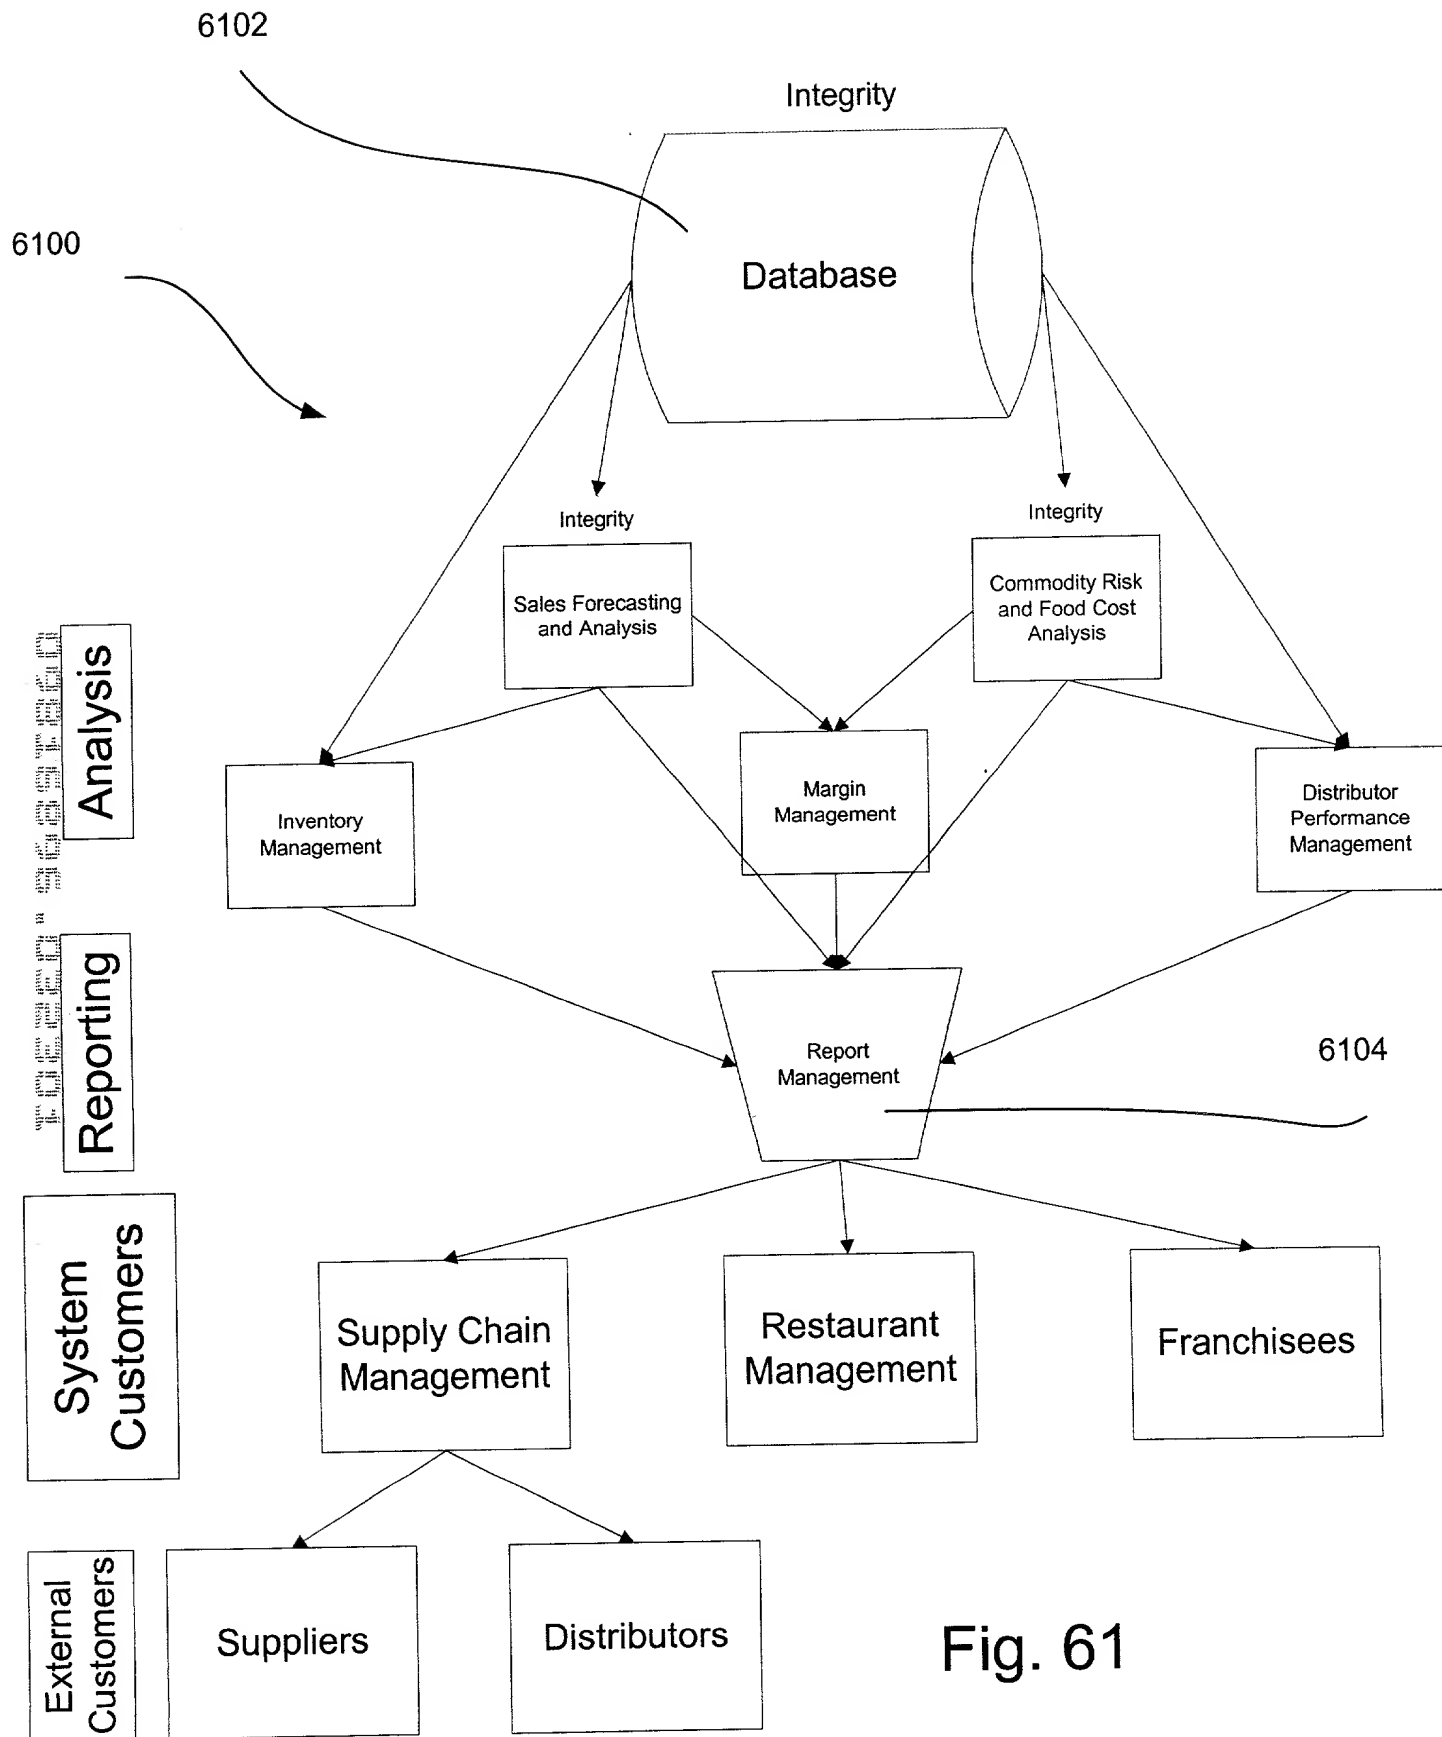 6102
Integrity
6100
Database
Integrity
Integrity
Sales Forecasting
and Analysis
Commodity Risk
and Food Cost
Analysis
Analysis
Margin
Management
Inventory
Management
Distributor
Performance
Management
Reporting
Report
Management
6104
System
Customers
Supply Chain
Management
Restaurant
Management
Franchisees
External
Customers
Suppliers
Distributors
Fig. 61